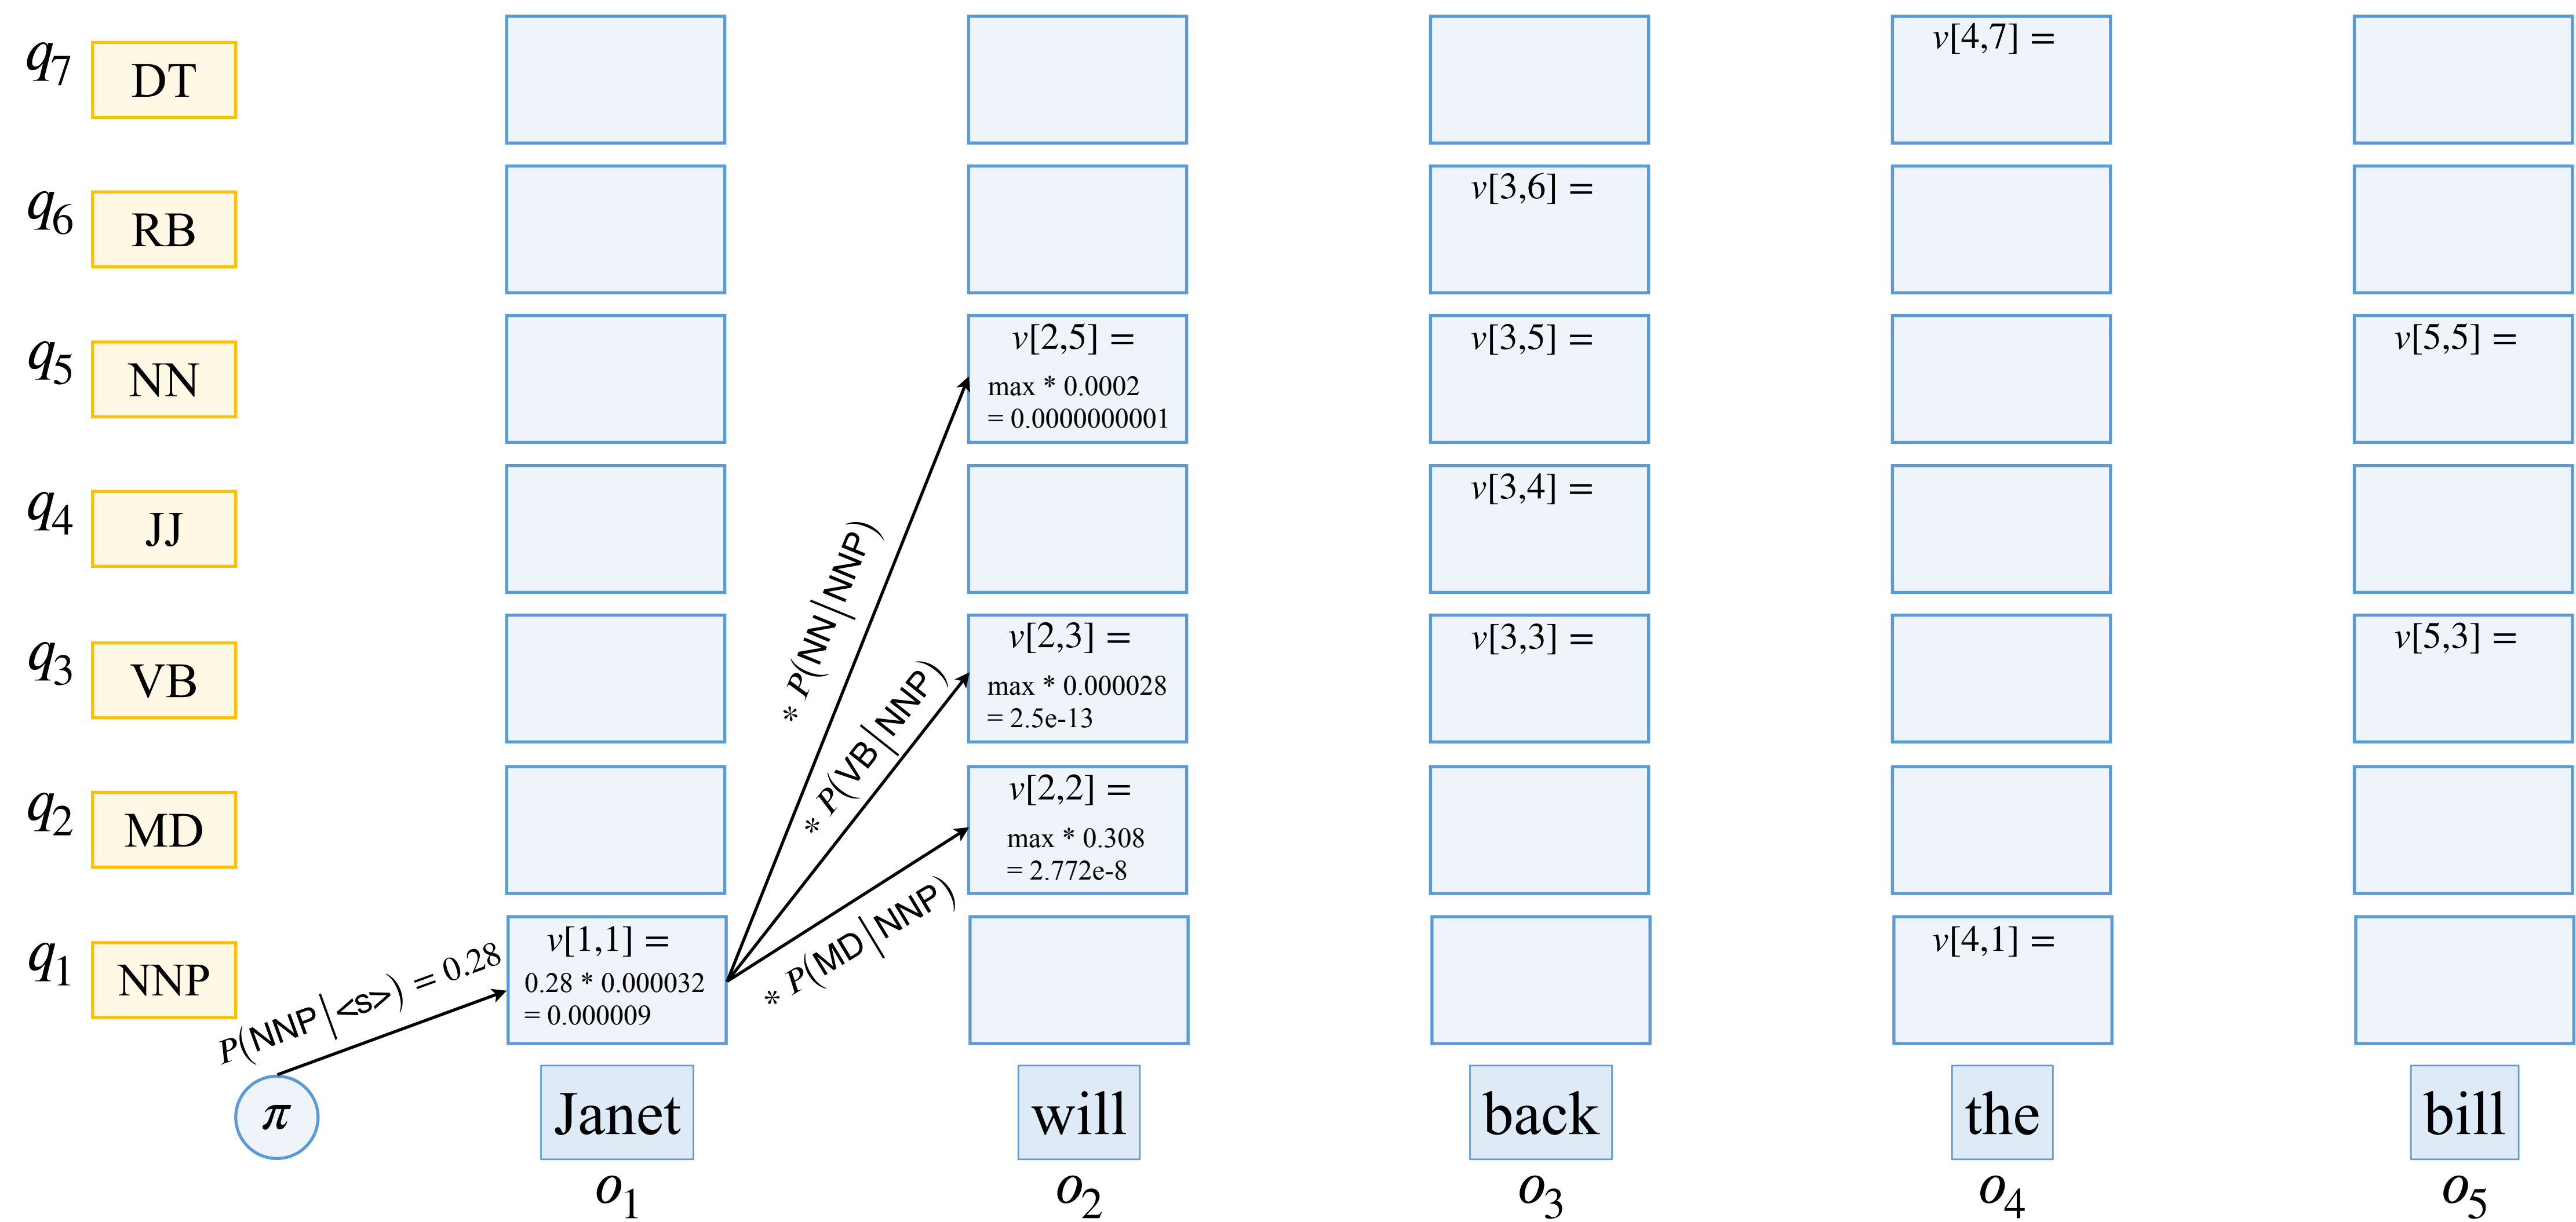 q7 DT v[4,7] =
q6 RB v[3,6] =
q5 NN v[2,5] = v[3,5] = v[5,5] =
max * 0.0002
= 0.0000000001
q4 JJ v[3,4] =
* P(NN|NNP)
q3 VB v[2,3] = v[3,3] = v[5,3] =
max * 0.000028
= 2.5e-13
* P(VB|NNP)
q2 MD v[2,2] =
max * 0.308
= 2.772e-8
* P(MD|NNP)
q1 NNP v[1,1] = v[4,1] =
0.28 * 0.000032
= 0.000009
P(NNP|<s>) = 0.28
π Janet will back the bill
o1 o2 o3 o4 o5